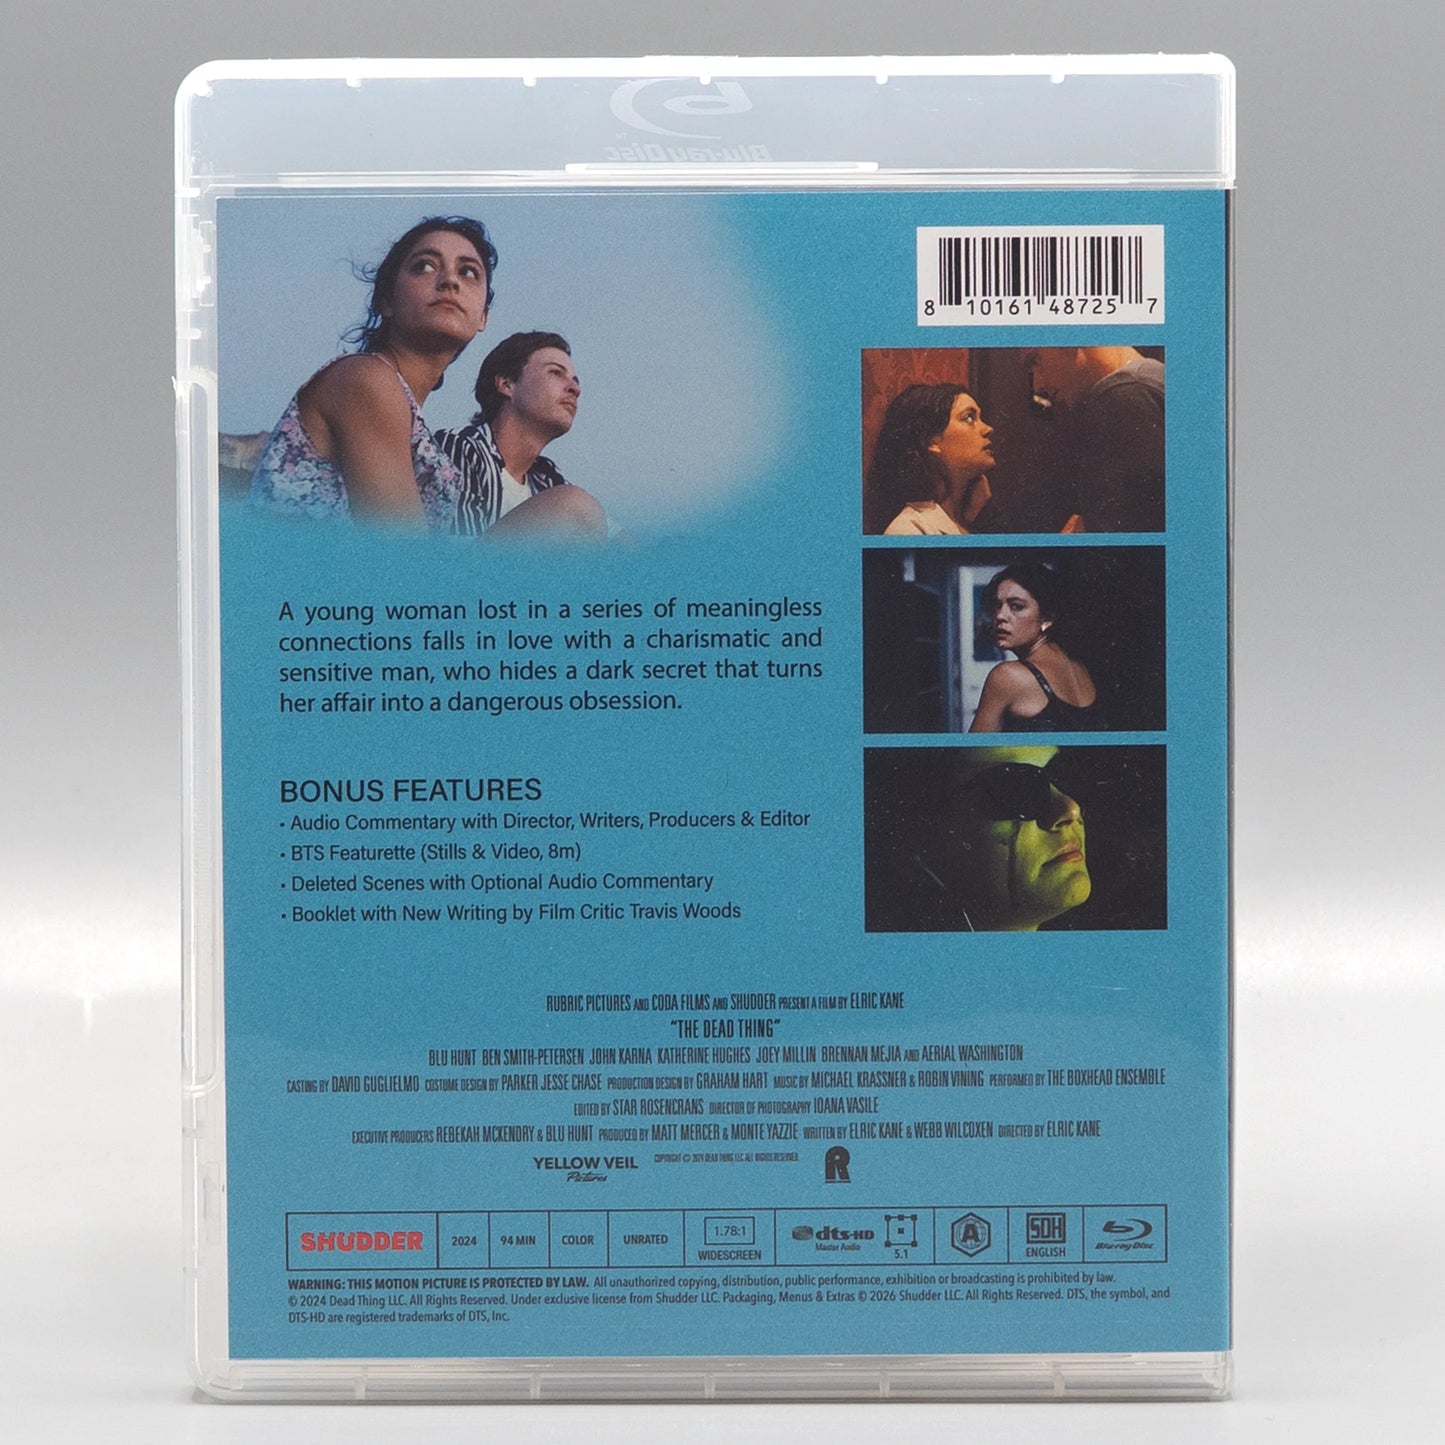 Blu-ray Disc
TM
8 10161 48725 7
A young woman lost in a series of meaningless
connections falls in love with a charismatic and
sensitive man, who hides a dark secret that turns
her affair into a dangerous obsession.
BONUS FEATURES
• Audio Commentary with Director, Writers, Producers & Editor
• BTS Featurette (Stills & Video, 8m)
• Deleted Scenes with Optional Audio Commentary
• Booklet with New Writing by Film Critic Travis Woods
RUBRIC PICTURES AND CODA FILMS AND SHUDDER PRESENT A FILM BY ELRIC KANE
"THE DEAD THING"
BLU HUNT BEN SMITH-PETERSEN JOHN KARNA KATHERINE HUGHES JOEY MILLIN BRENNAN MEJIA AND AERIAL WASHINGTON
CASTING BY DAVID GUGLIELMO COSTUME DESIGN BY PARKER JESSE CHASE PRODUCTION DESIGN BY GRAHAM HART MUSIC BY MICHAEL KRASSNER & ROBIN VINING PERFORMED BY THE BOXHEAD ENSEMBLE
EDITED BY STAR ROSENCRANS DIRECTOR OF PHOTOGRAPHY IOANA VASILE
EXECUTIVE PRODUCERS REBEKAH MCKENDRY & BLU HUNT PRODUCED BY MATT MERCER & MONTE YAZZIE WRITTEN BY ELRIC KANE & WEBB WILCOXEN DIRECTED BY ELRIC KANE
YELLOW VEIL
Pictures
COPYRIGHT © 2024 DEAD THING LLC ALL RIGHTS RESERVED
R
SHUDDER 2024 94 MIN COLOR UNRATED 1.78:1 WIDESCREEN dts-HD Master Audio 5.1 A SDH ENGLISH Blu-ray Disc
WARNING: THIS MOTION PICTURE IS PROTECTED BY LAW. All unauthorized copying, distribution, public performance, exhibition or broadcasting is prohibited by law.
© 2024 Dead Thing LLC. All Rights Reserved. Under exclusive license from Shudder LLC. Packaging, Menus & Extras © 2026 Shudder LLC. All Rights Reserved. DTS, the symbol, and
DTS-HD are registered trademarks of DTS, Inc.